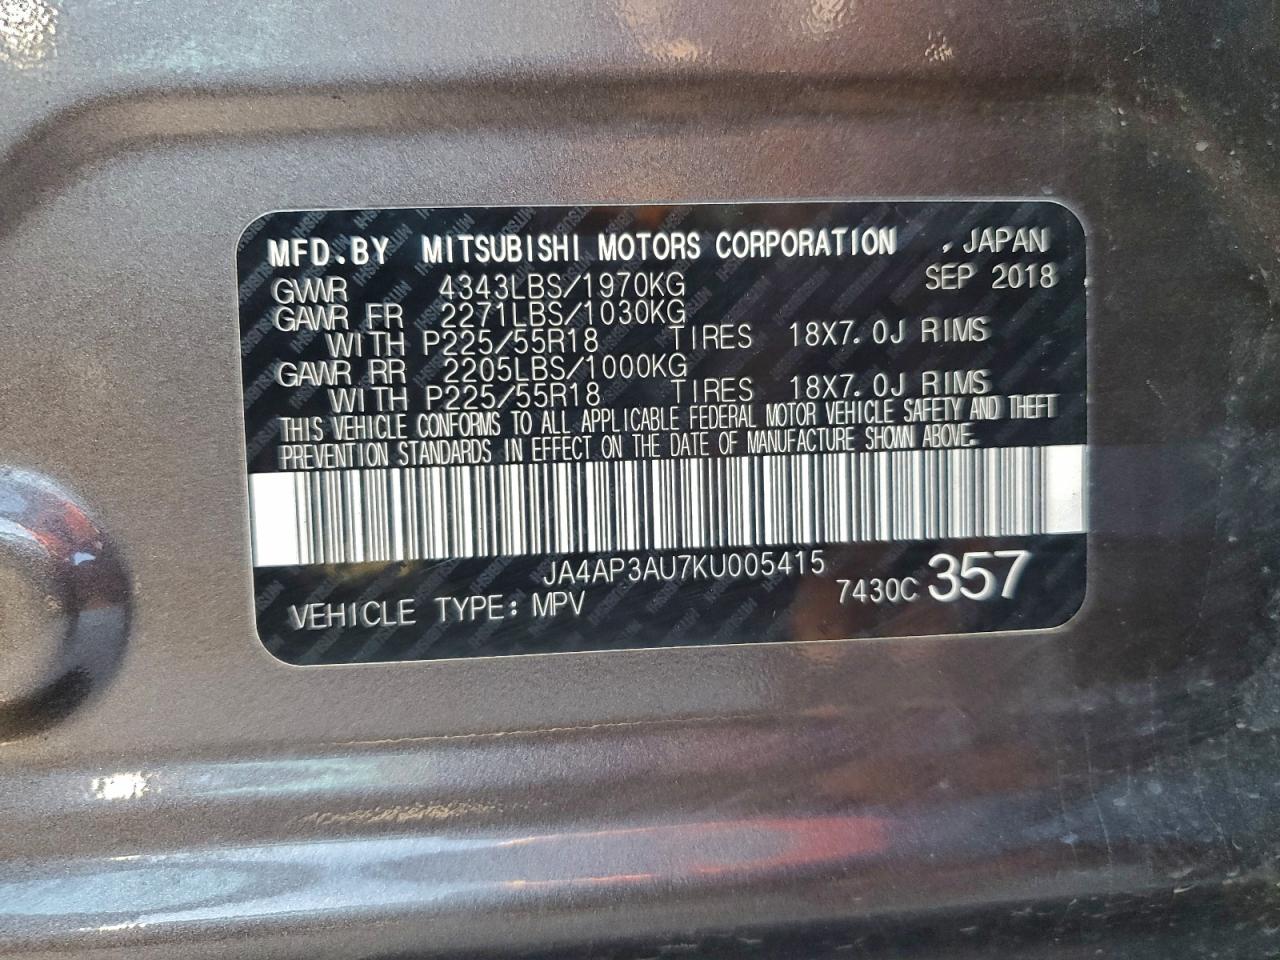 MFD.BY MITSUBISHI MOTORS CORPORATION , JAPAN
GVWR 4343LBS/1970KG SEP 2018
GAWR FR 2271LBS/1030KG
WITH P225/55R18 TIRES 18X7.0J RIMS
GAWR RR 2205LBS/1000KG
WITH P225/55R18 TIRES 18X7.0J RIMS
THIS VEHICLE CONFORMS TO ALL APPLICABLE FEDERAL MOTOR VEHICLE SAFETY AND THEFT
PREVENTION STANDARDS IN EFFECT ON THE DATE OF MANUFACTURE SHOWN ABOVE.
JA4AP3AU7KU005415
7430C 357
VEHICLE TYPE: MPV